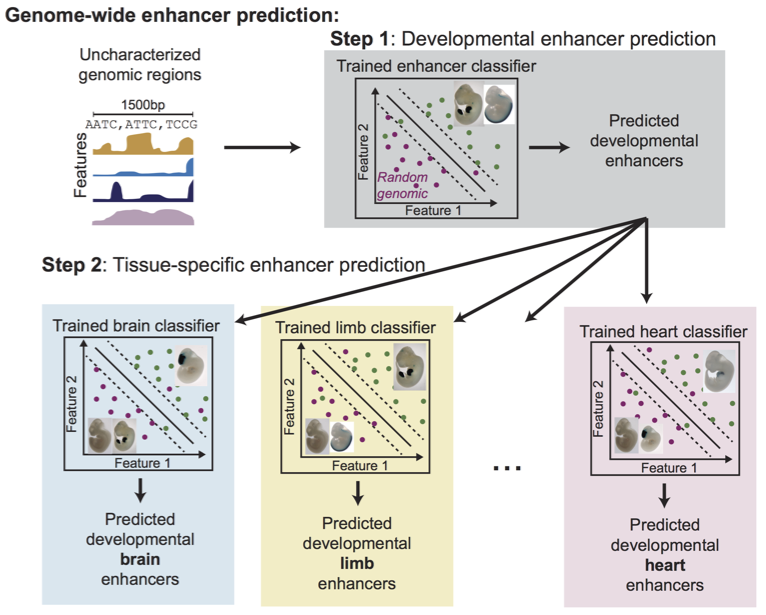 Genome-wide enhancer prediction:
Step 1: Developmental enhancer prediction
Uncharacterized
genomic regions
1500bp
AATC,ATTC,TCCG
Features
Trained enhancer classifier
Feature 2
Random
genomic
Feature 1
Predicted
developmental
enhancers
Step 2: Tissue-specific enhancer prediction
Trained brain classifier
Feature 2
Feature 1
Predicted
developmental
brain
enhancers
Trained limb classifier
Feature 2
Feature 1
Predicted
developmental
limb
enhancers
...
Trained heart classifier
Feature 2
Feature 1
Predicted
developmental
heart
enhancers